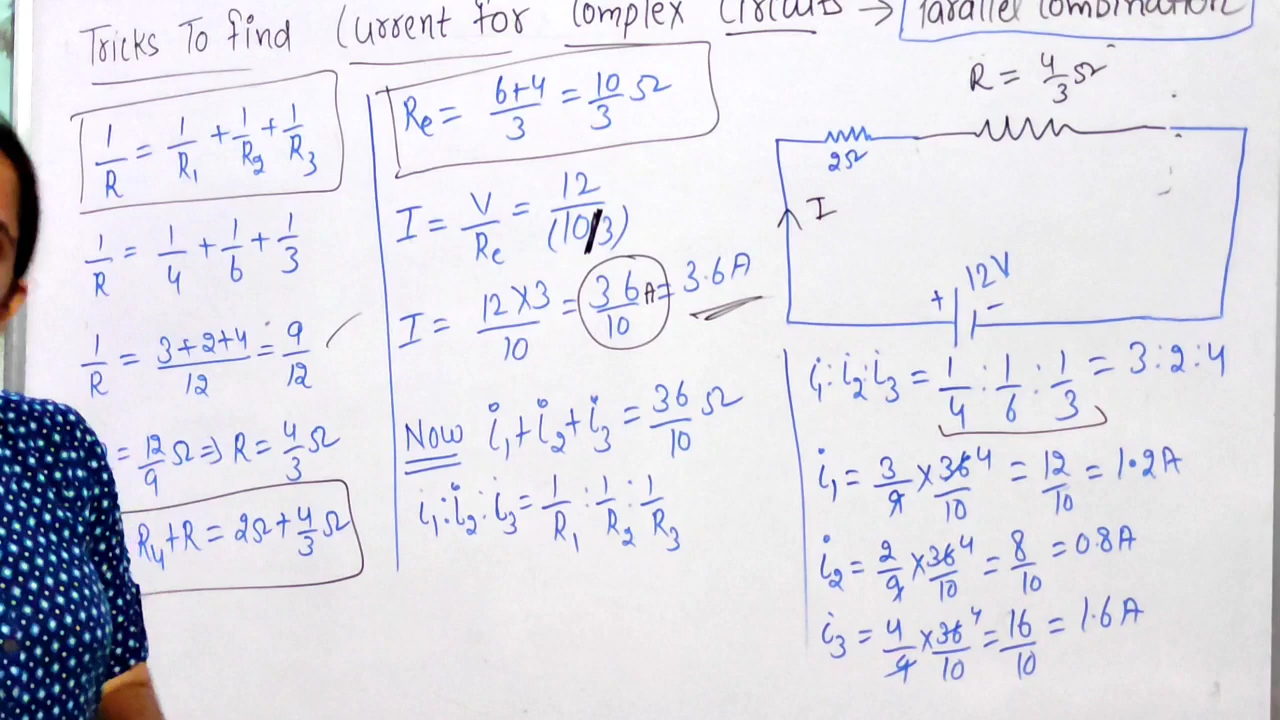 Tricks To find Current for Complex Circuits → Parallel Combination
1/R = 1/R₁ + 1/R₂ + 1/R₃
1/R = 1/4 + 1/6 + 1/3
1/R = (3+2+4)/12 = 9/12
= 12/9 Ω ⇒ R = 4/3 Ω
R₄+R = 2Ω + 4/3 Ω
Re = (6+4)/3 = 10/3 Ω
I = V/Re = 12/(10/3)
I = (12×3)/10 = 36/10 A = 3.6A
Now i₁+i₂+i₃ = 36/10 Ω
i₁:i₂:i₃ = 1/R₁ : 1/R₂ : 1/R₃
R = 4/3 Ω
2Ω
I
12V
+ −
i₁:i₂:i₃ = 1/4 : 1/6 : 1/3 = 3:2:4
i₁ = 3/9 × 36 4/10 = 12/10 = 1.2A
i₂ = 2/9 × 36 4/10 = 8/10 = 0.8A
i₃ = 4/9 × 36 4/10 = 16/10 = 1.6A